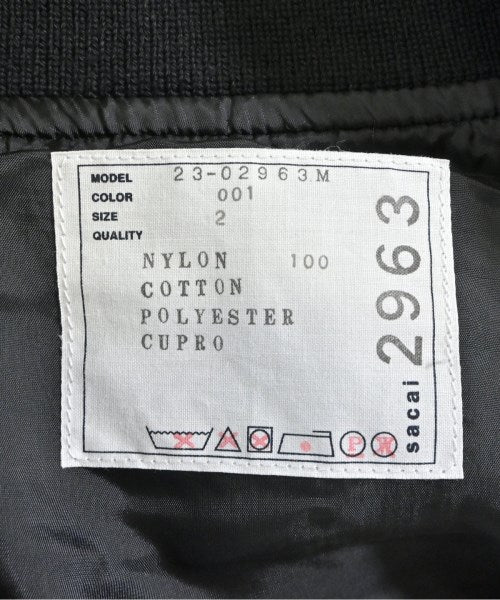 MODEL 23-02963M
COLOR 001
SIZE 2
QUALITY
NYLON 100
COTTON
POLYESTER
CUPRO
P W
sacai 2963